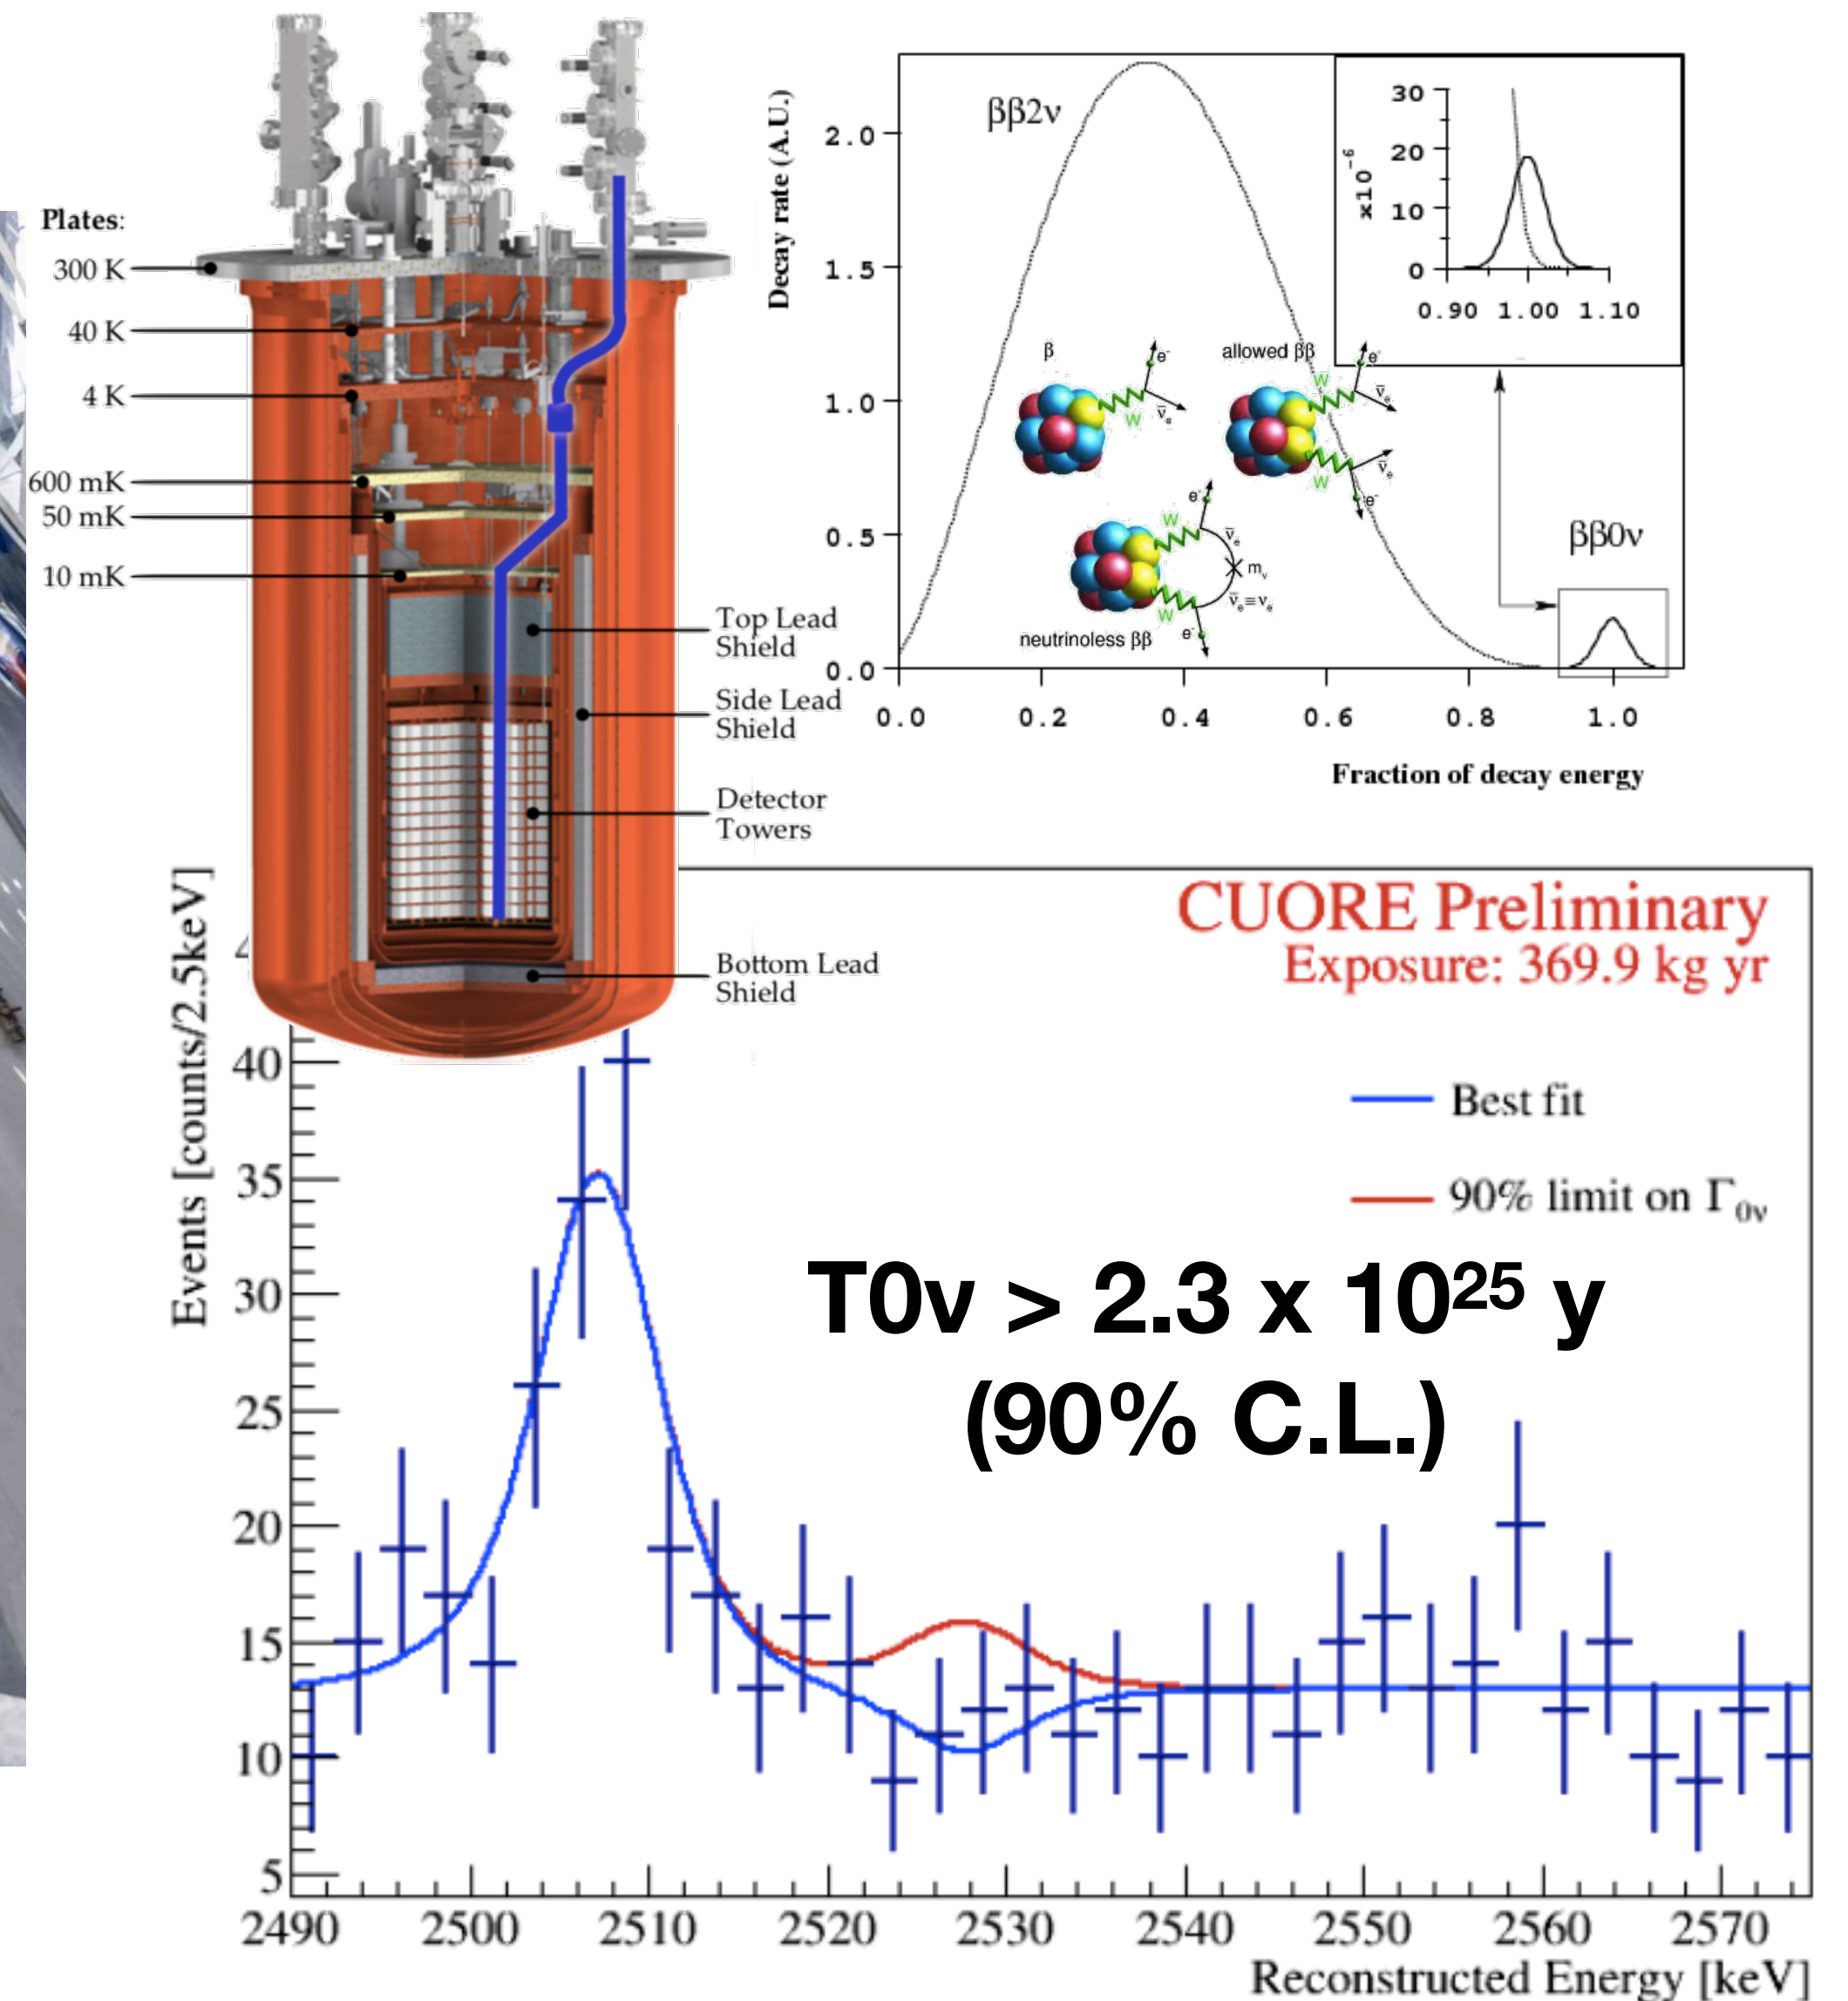 Plates:
300 K
40 K
4 K
600 mK
50 mK
10 mK
Top Lead
Shield
Side Lead
Shield
Detector
Towers
Bottom Lead
Shield
Decay rate (A.U.)
2.0
1.5
1.0
0.5
0.0
0.0 0.2 0.4 0.6 0.8 1.0
Fraction of decay energy
ββ2ν
ββ0ν
x10⁻⁶
30
20
10
0
0.90 1.00 1.10
β
e⁻
W
ν̅ₑ
allowed ββ
W
e⁻
ν̅ₑ
W
ν̅ₑ
e⁻
e⁻
W
ν̅ₑ
mᵥ
ν̅ₑ≡νₑ
W
e⁻
neutrinoless ββ
CUORE Preliminary
Exposure: 369.9 kg yr
Best fit
90% limit on Γ0ν
T0ν > 2.3 x 10²⁵ y
(90% C.L.)
Events [counts/2.5keV]
40
35
30
25
20
15
10
5
2490 2500 2510 2520 2530 2540 2550 2560 2570
Reconstructed Energy [keV]